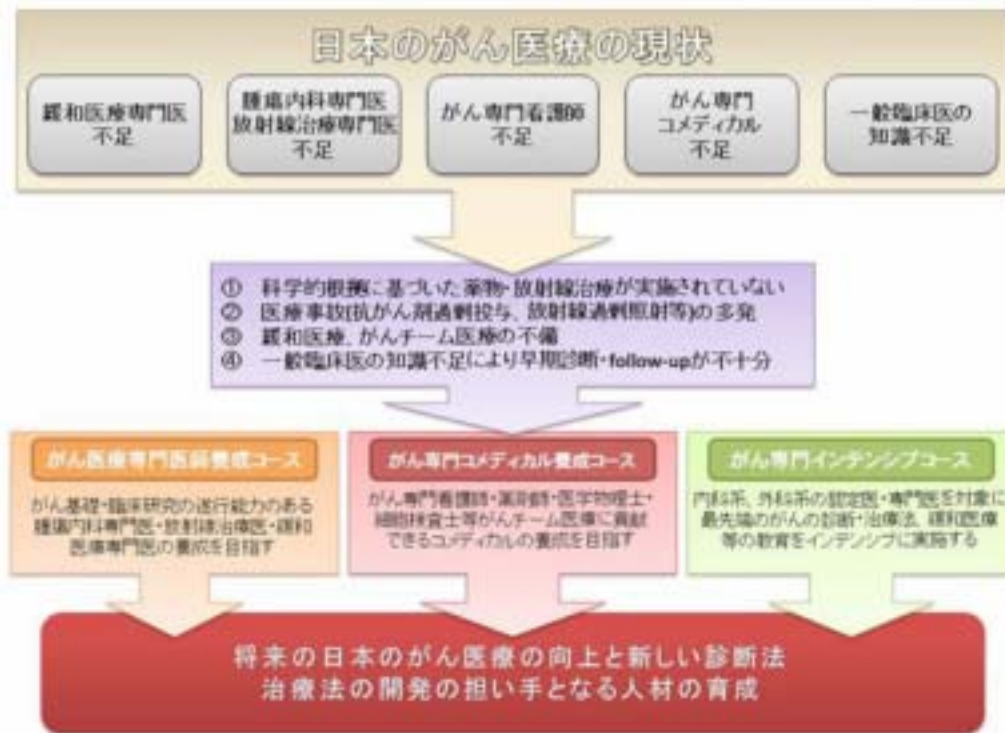 日本のがん医療の現状
緩和医療専門医
不足
腫瘍内科専門医
放射線治療専門医
不足
がん専門看護師
不足
がん専門
コメディカル
不足
一般臨床医の
知識不足
① 科学的根拠に基づいた薬物・放射線治療が実施されていない
② 医療事故(抗がん剤過剰投与、放射線過剰照射等)の多発
③ 緩和医療、がんチーム医療の不備
④ 一般臨床医の知識不足により早期診断・follow-upが不十分
がん医療専門医師養成コース
がん基礎・臨床研究の遂行能力のある
腫瘍内科専門医・放射線治療医・緩和
医療専門医の養成を目指す
がん専門コメディカル養成コース
がん専門看護師・薬剤師・医学物理士・
細胞検査士等がんチーム医療に貢献
できるコメディカルの養成を目指す
がん専門インテンシブコース
内科系、外科系の認定医・専門医を対象に
最先端のがんの診断・治療法、緩和医療
等の教育をインテンシブに実施する
将来の日本のがん医療の向上と新しい診断法
治療法の開発の担い手となる人材の育成